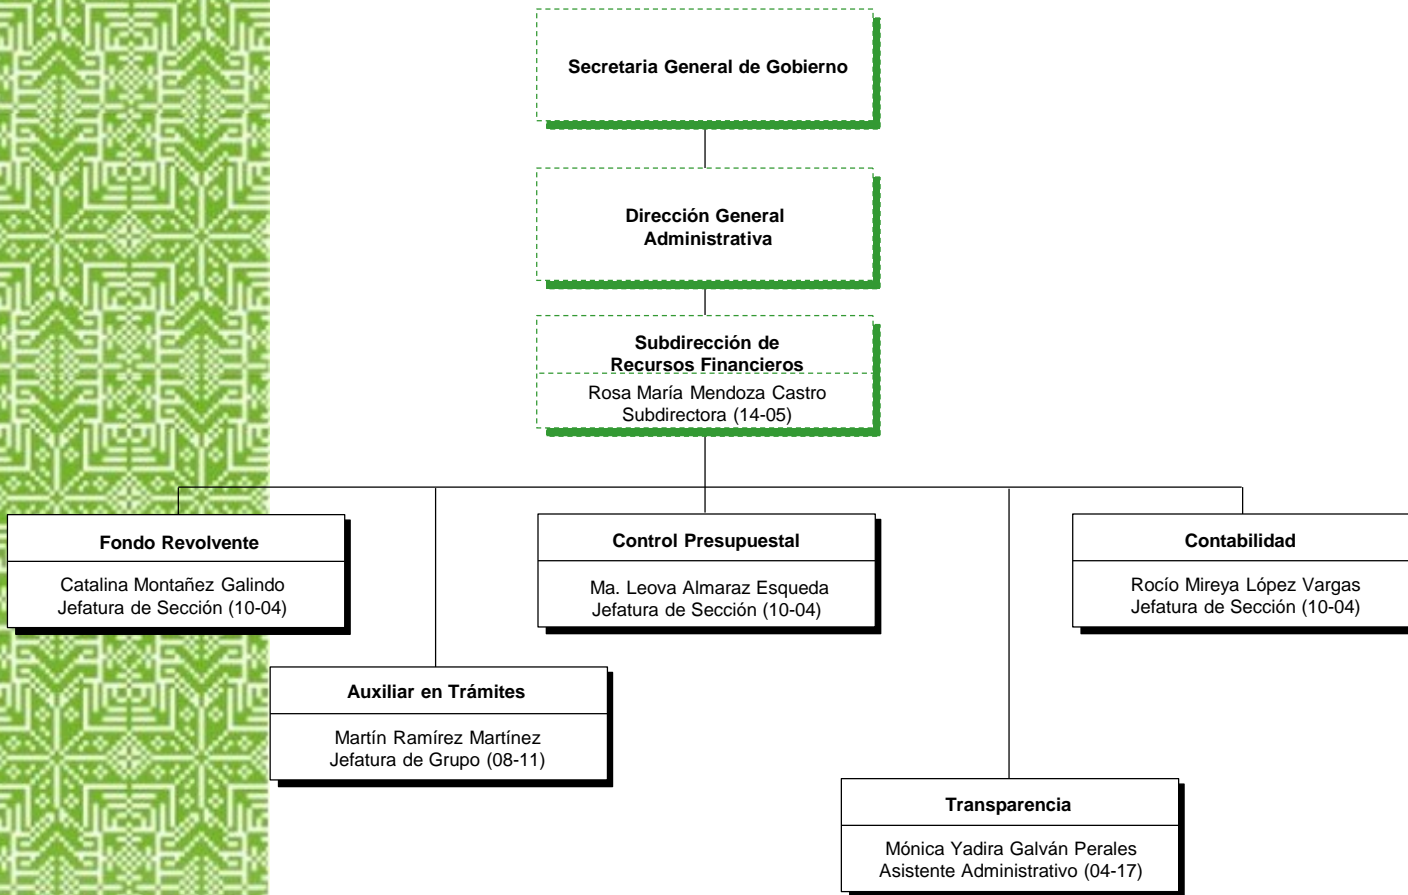 Secretaria General de Gobierno
Dirección General
Administrativa
Subdirección de
Recursos Financieros
Rosa María Mendoza Castro
Subdirectora (14-05)
Fondo Revolvente
Catalina Montañez Galindo
Jefatura de Sección (10-04)
Control Presupuestal
Ma. Leova Almaraz Esqueda
Jefatura de Sección (10-04)
Contabilidad
Rocío Mireya López Vargas
Jefatura de Sección (10-04)
Auxiliar en Trámites
Martín Ramírez Martínez
Jefatura de Grupo (08-11)
Transparencia
Mónica Yadira Galván Perales
Asistente Administrativo (04-17)